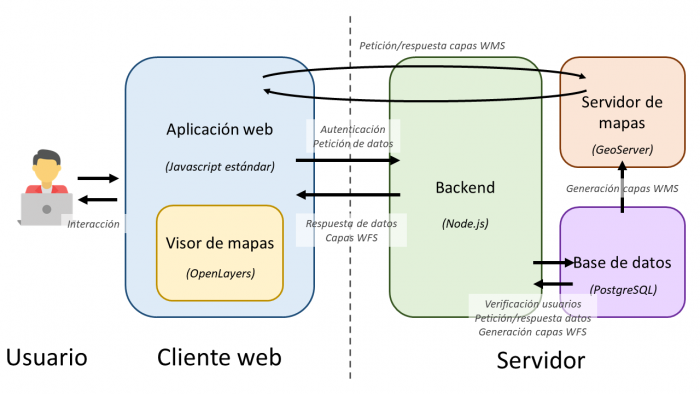 Petición/respuesta capas WMS
Aplicación web
(Javascript estándar)
Visor de mapas
(OpenLayers)
Interacción
Autenticación
Petición de datos
Respuesta de datos
Capas WFS
Backend
(Node.js)
Servidor de
mapas
(GeoServer)
Generación capas WMS
Base de datos
(PostgreSQL)
Verificación usuarios
Petición/respuesta datos
Generación capas WFS
Usuario
Cliente web
Servidor